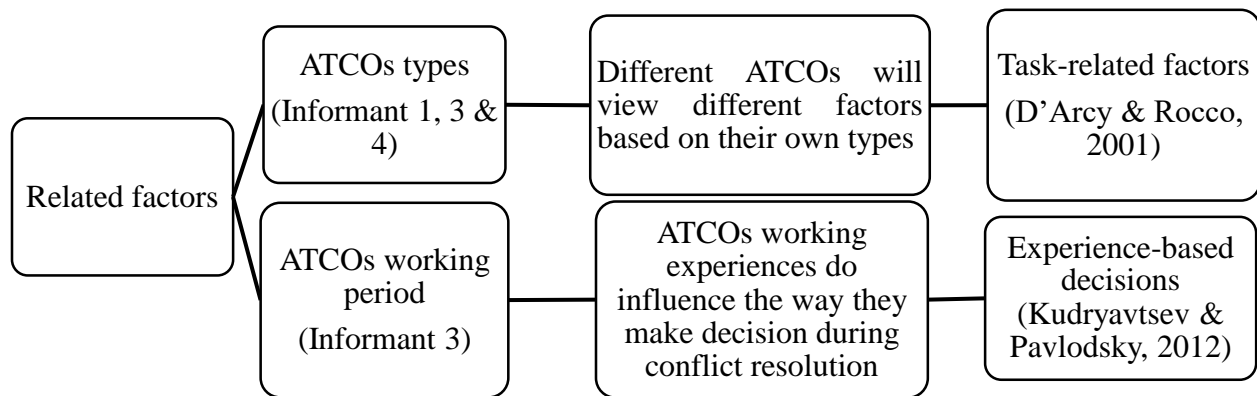 Related factors
ATCOs types
(Informant 1, 3 &
4)
Different ATCOs will
view different factors
based on their own types
Task-related factors
(D’Arcy & Rocco,
2001)
ATCOs working
period
(Informant 3)
ATCOs working
experiences do
influence the way they
make decision during
conflict resolution
Experience-based
decisions
(Kudryavtsev &
Pavlodsky, 2012)